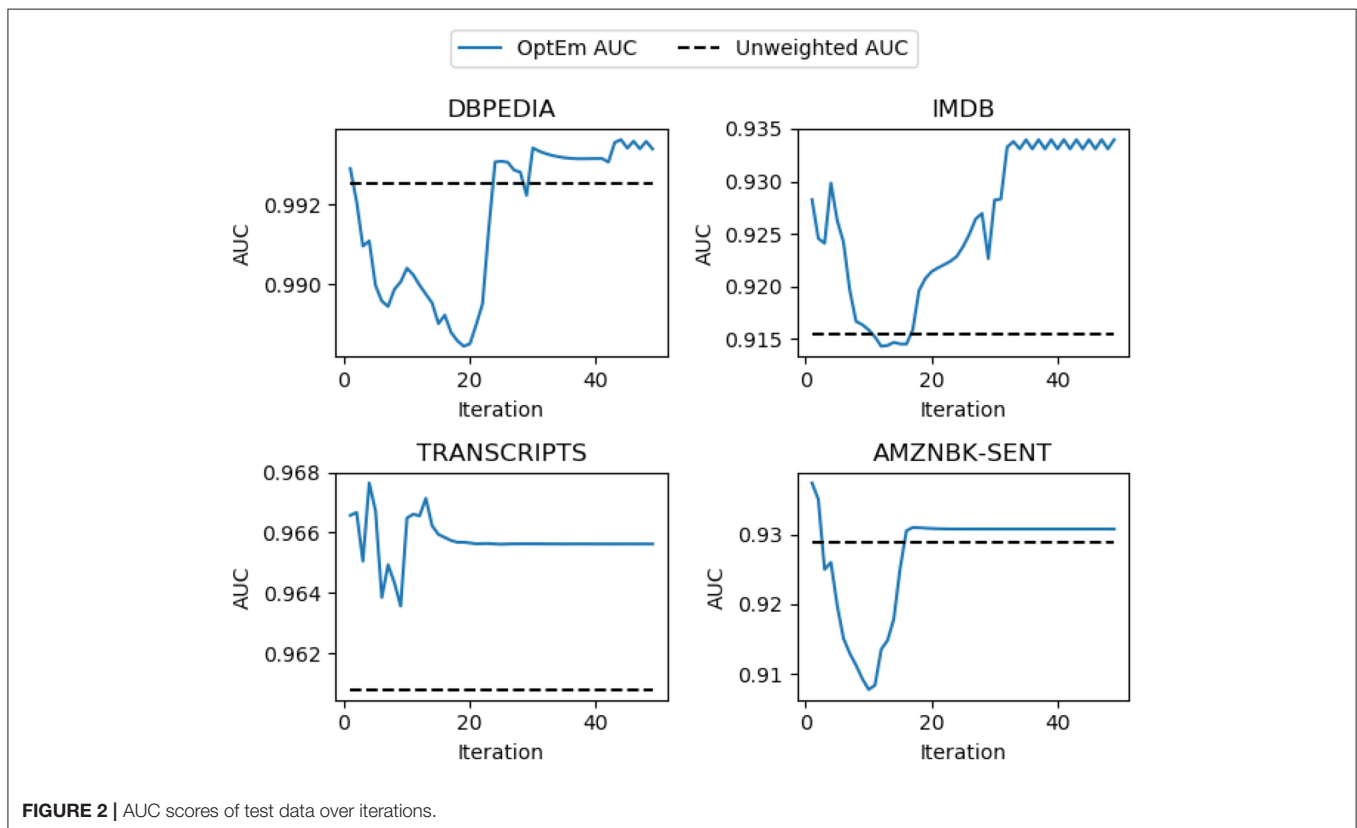 OptEm AUC Unweighted AUC
DBPEDIA
AUC
0.992
0.990
0 20 40
Iteration
IMDB
AUC
0.935
0.930
0.925
0.920
0.915
0 20 40
Iteration
TRANSCRIPTS
AUC
0.968
0.966
0.964
0.962
0 20 40
Iteration
AMZNBK-SENT
AUC
0.93
0.92
0.91
0 20 40
Iteration
FIGURE 2 | AUC scores of test data over iterations.